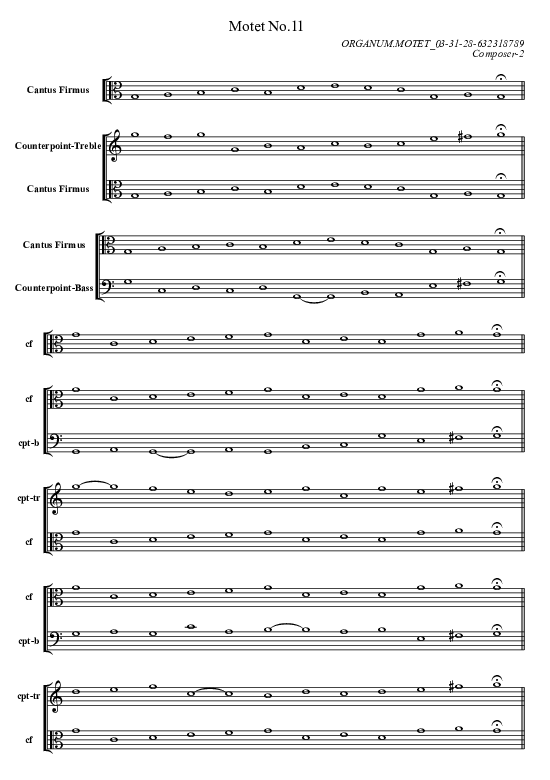 Motet No.11
ORGANUM.MOTET_03-31-28-632318789
Composer-2
Cantus Firmus
Counterpoint-Treble
Cantus Firmus
Cantus Firmus
Counterpoint-Bass
cf
cf
cpt-b
cpt-tr
cf
cf
cpt-b
cpt-tr
cf